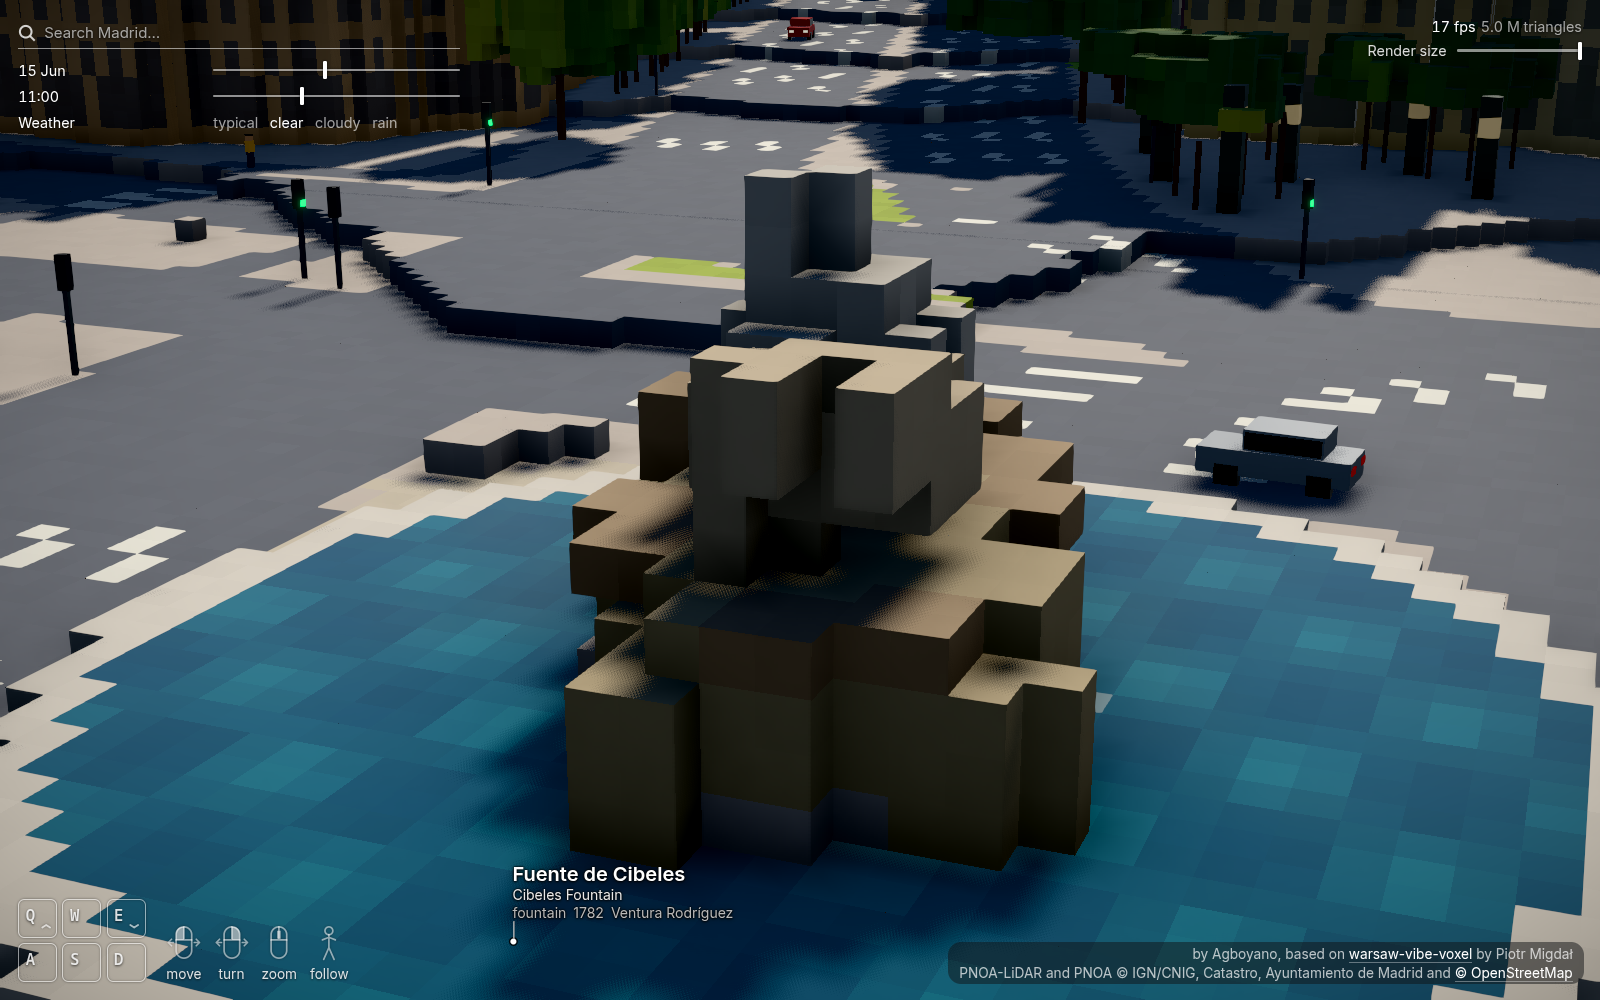 Search Madrid...
15 Jun
11:00
Weather typical clear cloudy rain
17 fps 5.0 M triangles
Render size
Fuente de Cibeles
Cibeles Fountain
fountain 1782 Ventura Rodríguez
Q W E
A S D
move turn zoom follow
by Agboyano, based on warsaw-vibe-voxel by Piotr Migdał
PNOA-LiDAR and PNOA © IGN/CNIG, Catastro, Ayuntamiento de Madrid and © OpenStreetMap